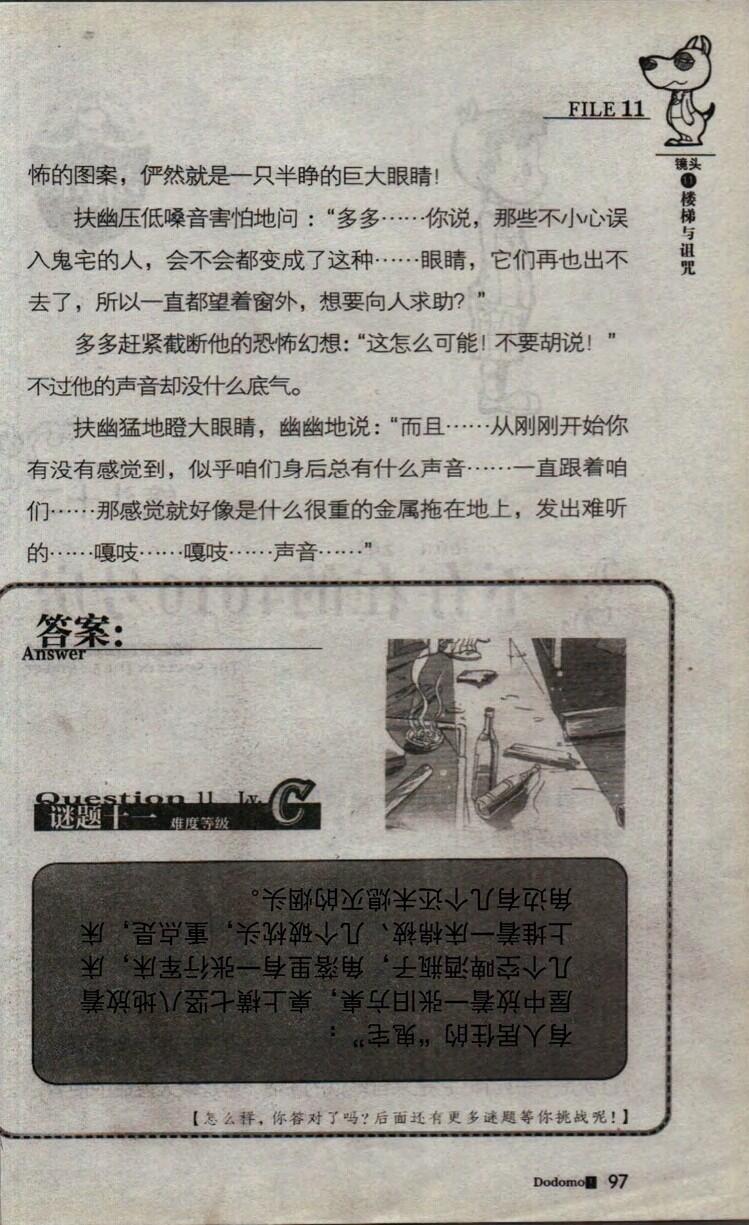 FILE 11
镜头⑪楼梯与诅咒
怖的图案，俨然就是一只半睁的巨大眼睛！
扶幽压低嗓音害怕地问：“多多……你说，那些不小心误
入鬼宅的人，会不会都变成了这种……眼睛，它们再也出不
去了，所以一直都望着窗外，想要向人求助？”
多多赶紧截断他的恐怖幻想：“这怎么可能！不要胡说！”
不过他的声音却没什么底气。
扶幽猛地瞪大眼睛，幽幽地说：“而且……从刚刚开始你
有没有感觉到，似乎咱们身后总有什么声音……一直跟着咱
们……那感觉就好像是什么很重的金属拖在地上，发出难听
的……嘎吱……嘎吱……声音……”
答案：
Answer
Question 11 Lv. C
谜题十一 难度等级
有人居住的“鬼宅”：
屋中放着一张旧方桌，桌上横七竖八地放着
几个空啤酒瓶子，角落里有一张行军床，床
上堆着一床棉被、几个破枕头，重点是，床
角边有几个还未熄灭的烟头。
【怎么样，你答对了吗？后面还有更多谜题等你挑战呢！】
Dodomo! 97